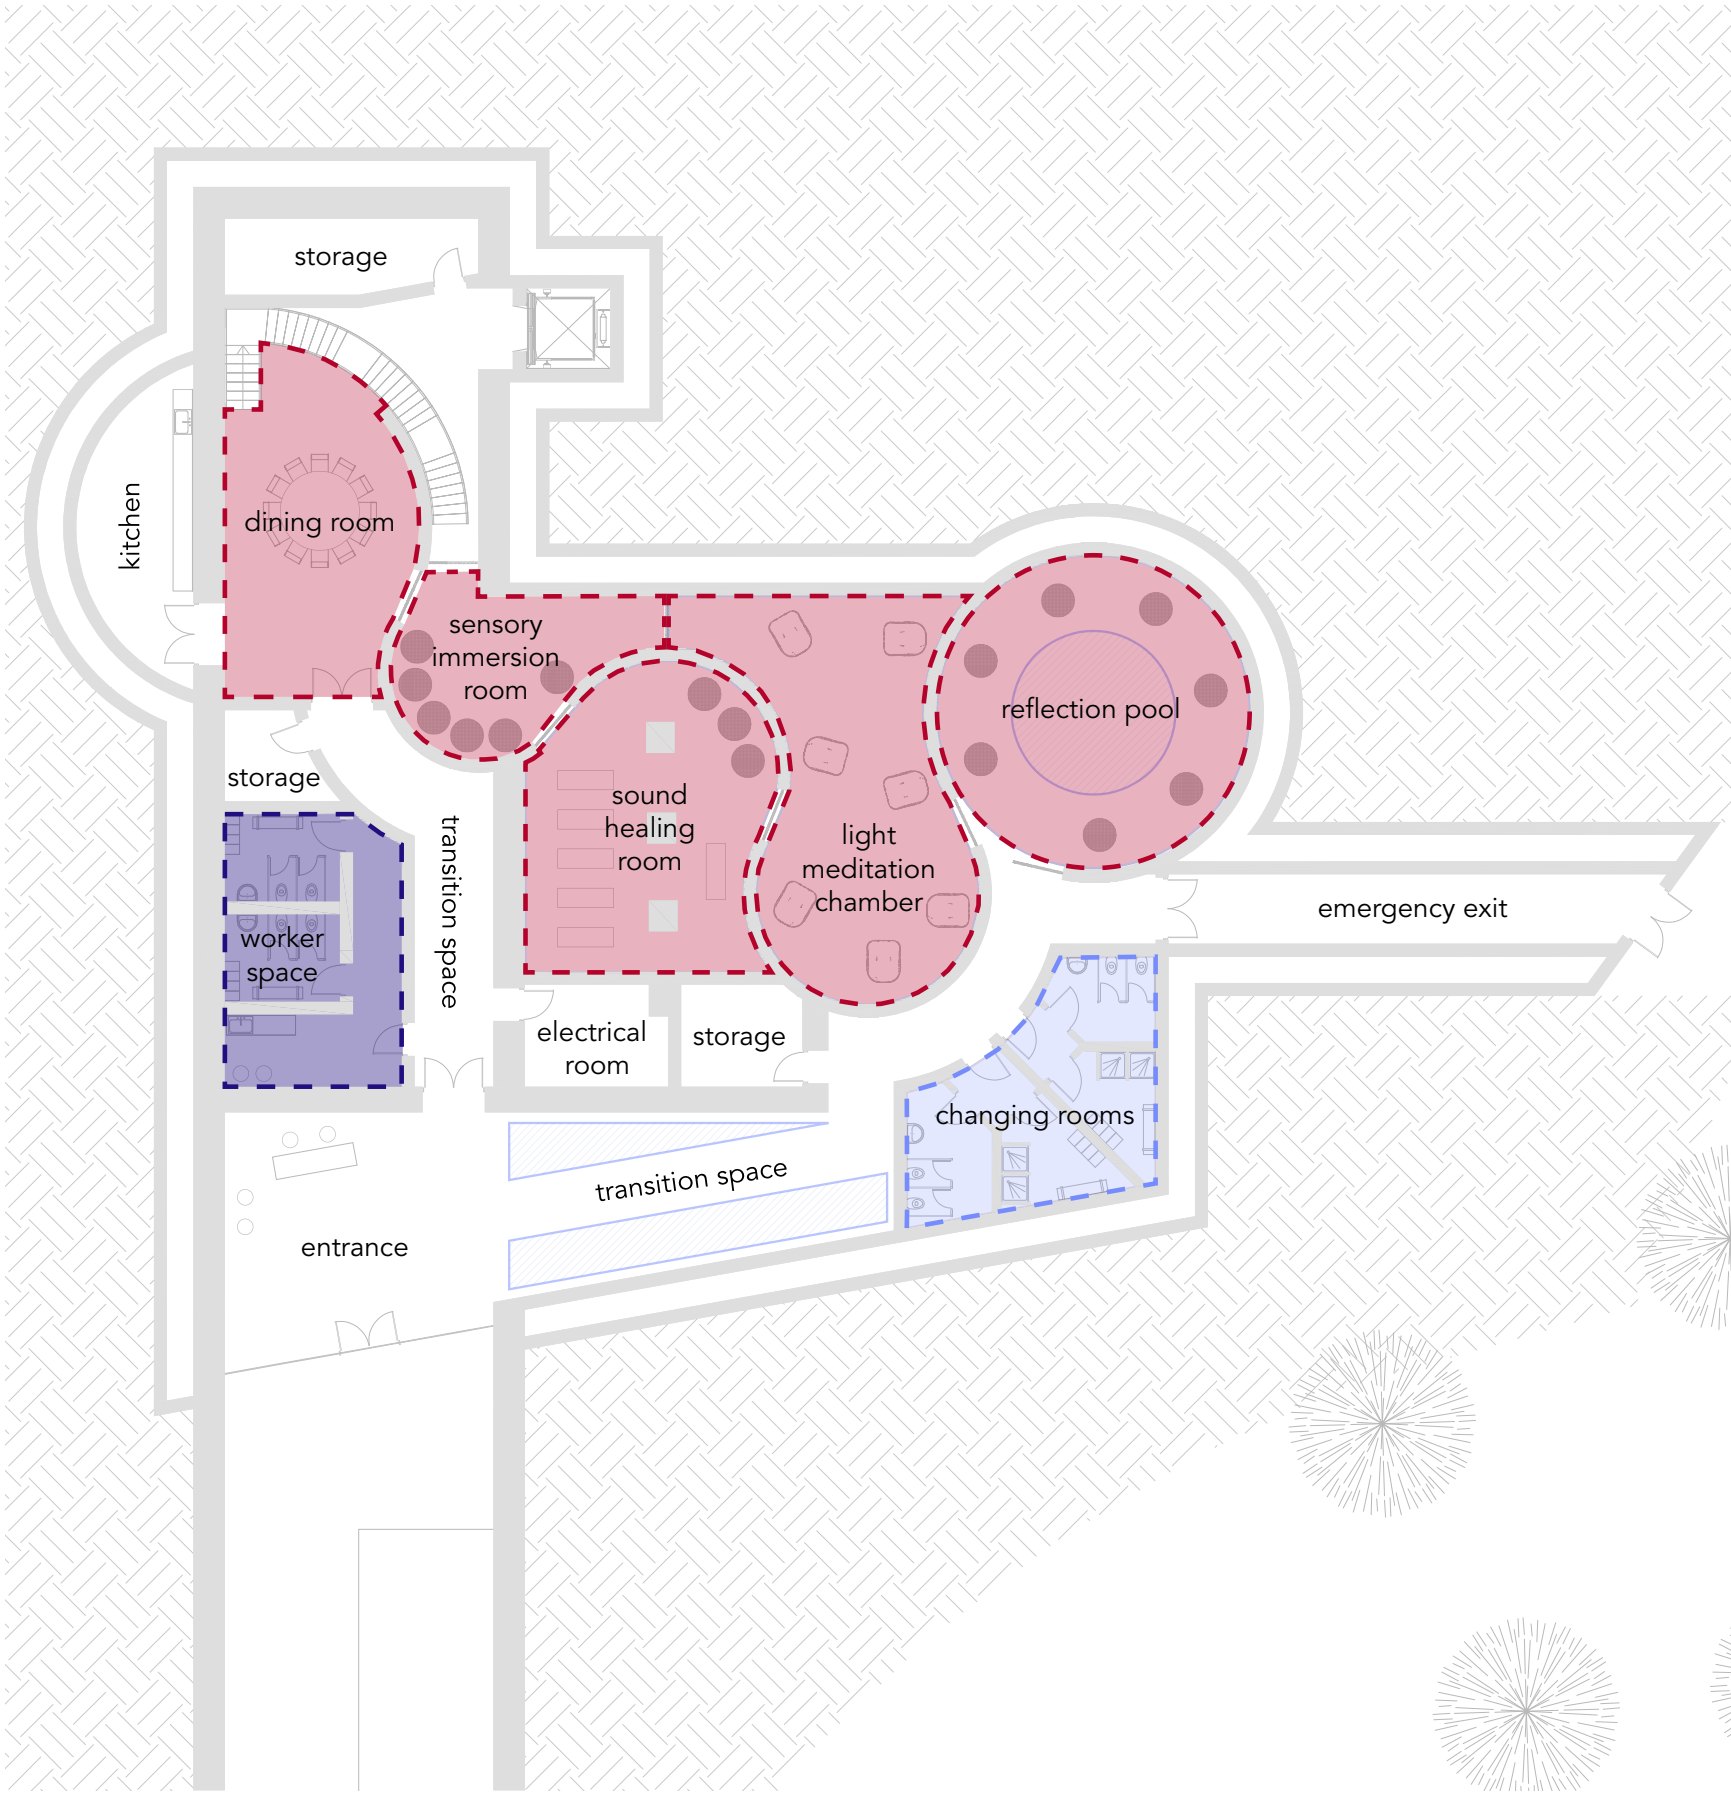 storage
kitchen
dining room
sensory
immersion
room
reflection pool
storage
sound
healing
room
transition space
light
meditation
chamber
emergency exit
worker
space
electrical
room
storage
changing rooms
transition space
entrance